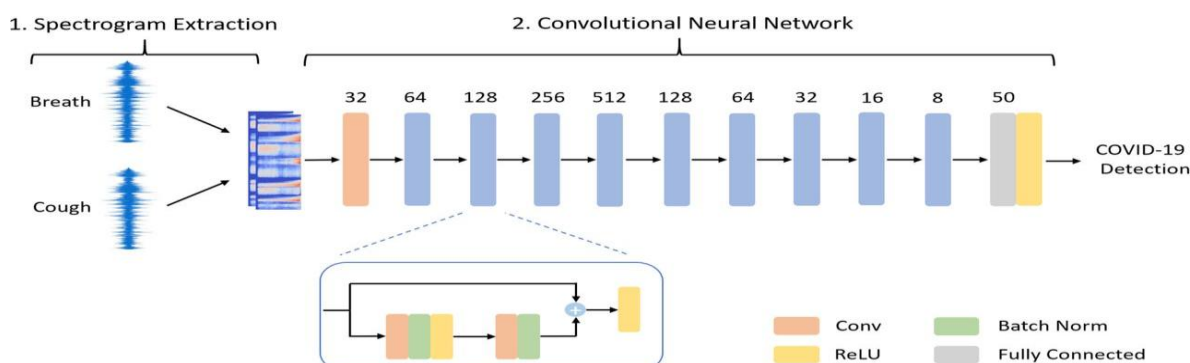 1. Spectrogram Extraction
2. Convolutional Neural Network
Breath
Cough
32 64 128 256 512 128 64 32 16 8 50
COVID-19
Detection
+
Conv
Batch Norm
ReLU
Fully Connected